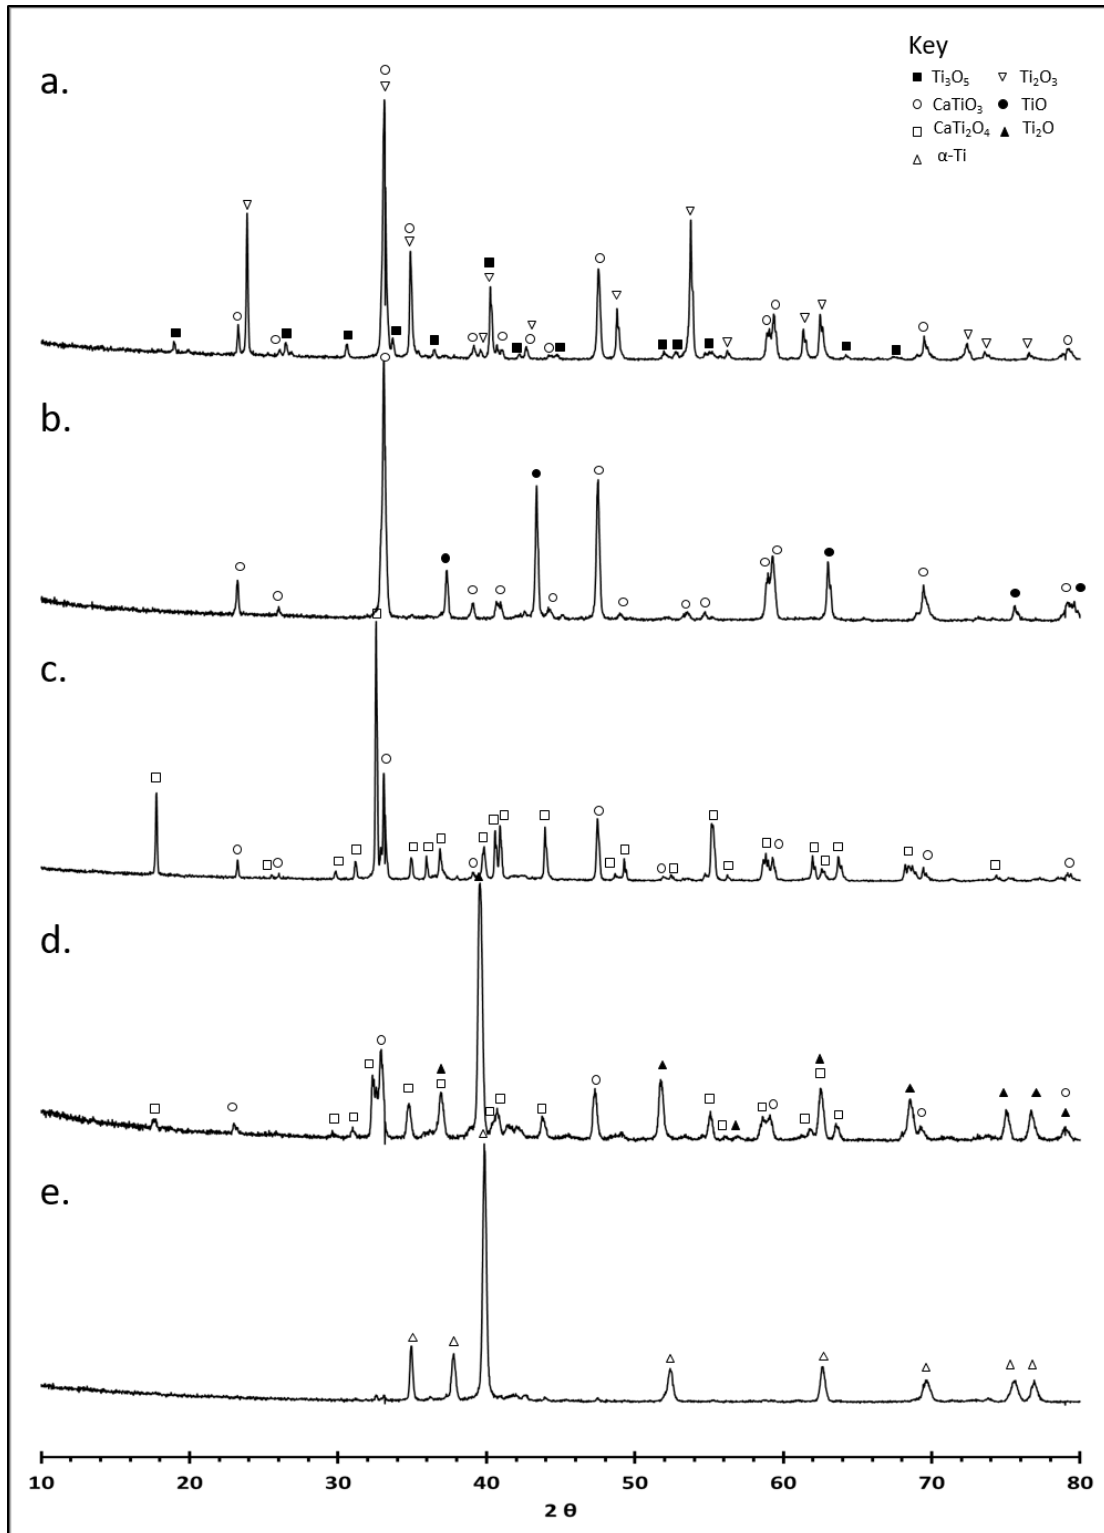 Key
■ Ti₃O₅ ▽ Ti₂O₃
○ CaTiO₃ ● TiO
□ CaTi₂O₄ ▲ Ti₂O
△ α-Ti
a.
b.
c.
d.
e.
10 20 30 40 50 60 70 80
2 θ